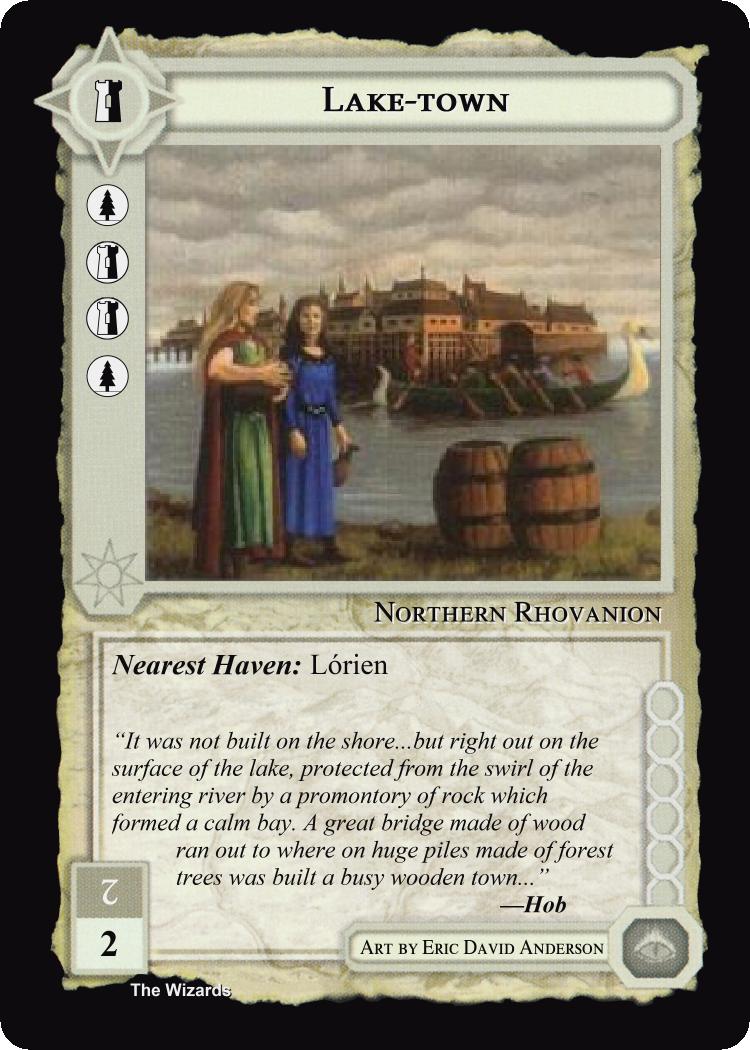 Lake-town
Northern Rhovanion
Nearest Haven: Lórien
“It was not built on the shore...but right out on the
surface of the lake, protected from the swirl of the
entering river by a promontory of rock which
formed a calm bay. A great bridge made of wood
ran out to where on huge piles made of forest
trees was built a busy wooden town...”
—Hob
2
2
Art by Eric David Anderson
The Wizards